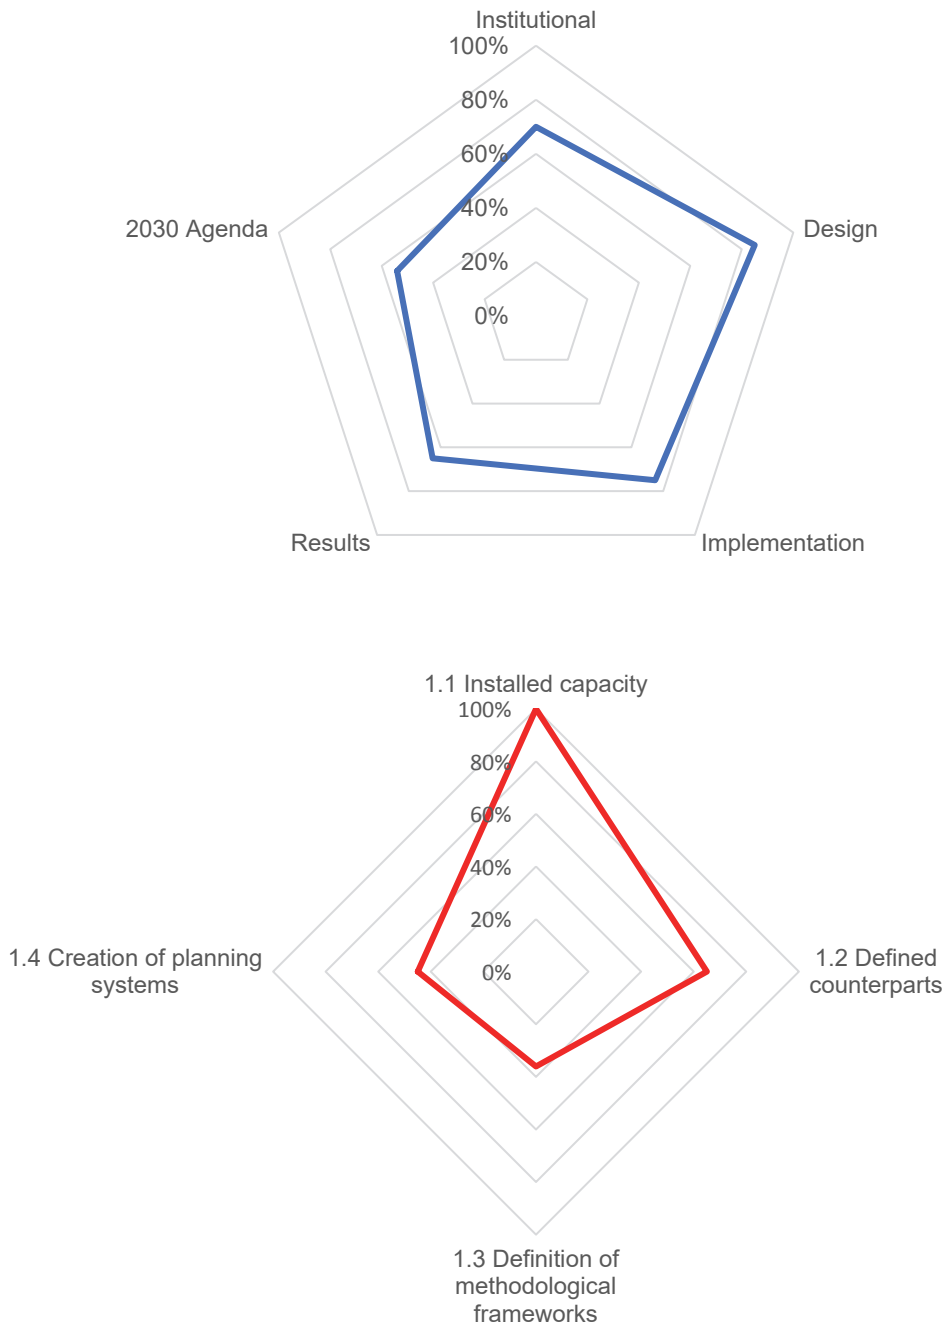 Institutional
100%
80%
60%
40%
20%
0%
2030 Agenda
Design
Results
Implementation
1.1 Installed capacity
100%
80%
60%
40%
20%
0%
1.4 Creation of planning
systems
1.2 Defined
counterparts
1.3 Definition of
methodological
frameworks